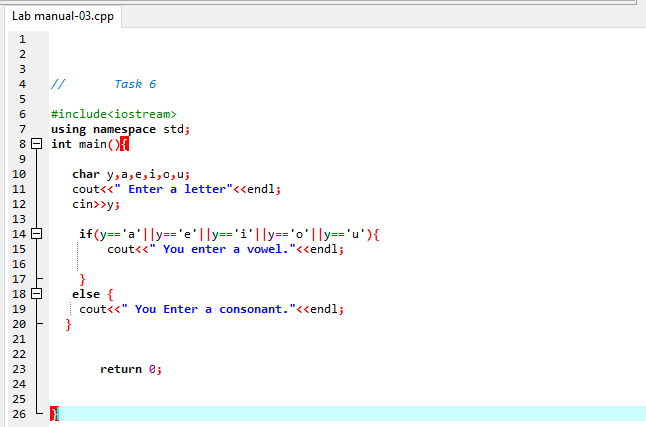 Lab manual-03.cpp
1
2
3
4 // Task 6
5
6 #include<iostream>
7 using namespace std;
8 int main(){
9
10 char y,a,e,i,o,u;
11 cout<<" Enter a letter"<<endl;
12 cin>>y;
13
14 if(y=='a'||y=='e'||y=='i'||y=='o'||y=='u'){
15 cout<<" You enter a vowel."<<endl;
16
17 }
18 else {
19 cout<<" You Enter a consonant."<<endl;
20 }
21
22
23 return 0;
24
25
26 }